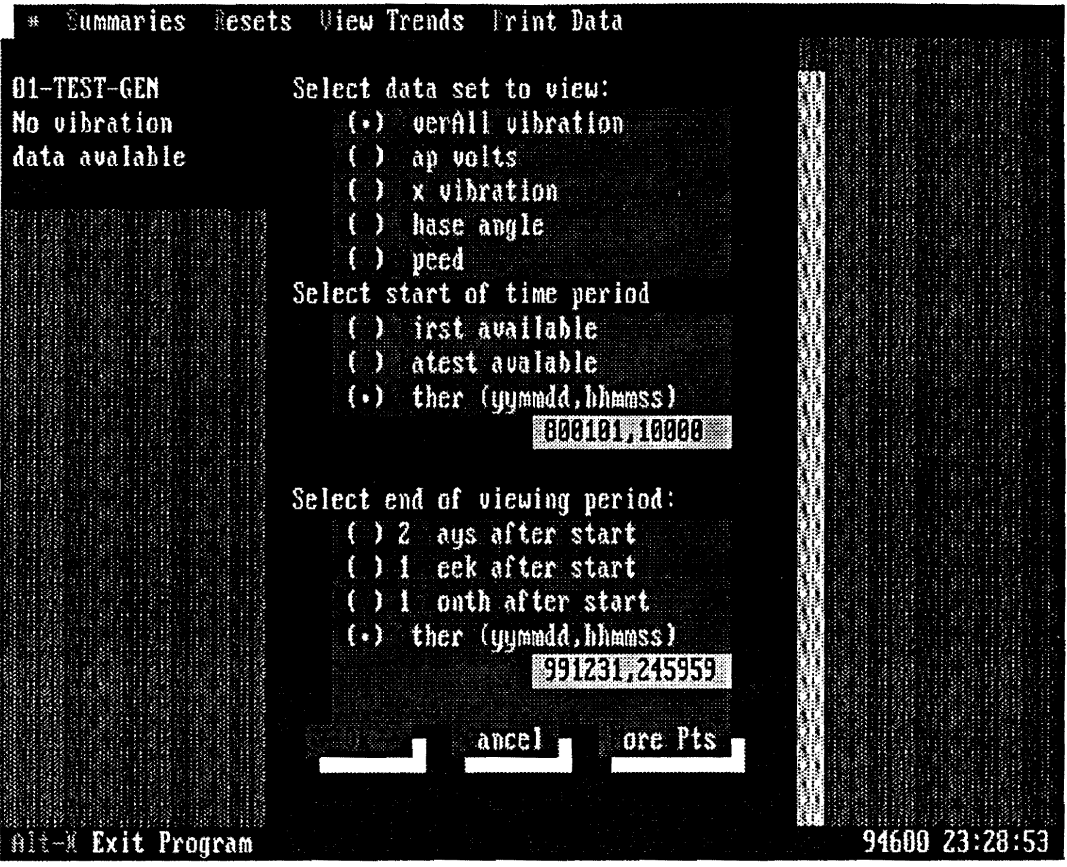 Summaries Resets View Trends Print Data
01-TEST-GEN
No vibration
data avalable
Select data set to view:
(•) verAll vibration
( ) ap volts
( ) x vibration
( ) hase angle
( ) peed
Select start of time period
( ) irst available
( ) atest avalable
(•) ther (yymmdd,hhmmss)
800101,10000
Select end of viewing period:
( ) 2 ays after start
( ) 1 eek after start
( ) 1 onth after start
(•) ther (yymmdd,hhmmss)
991231,245959
ancel ore Pts
Alt-X Exit Program 94600 23:28:53